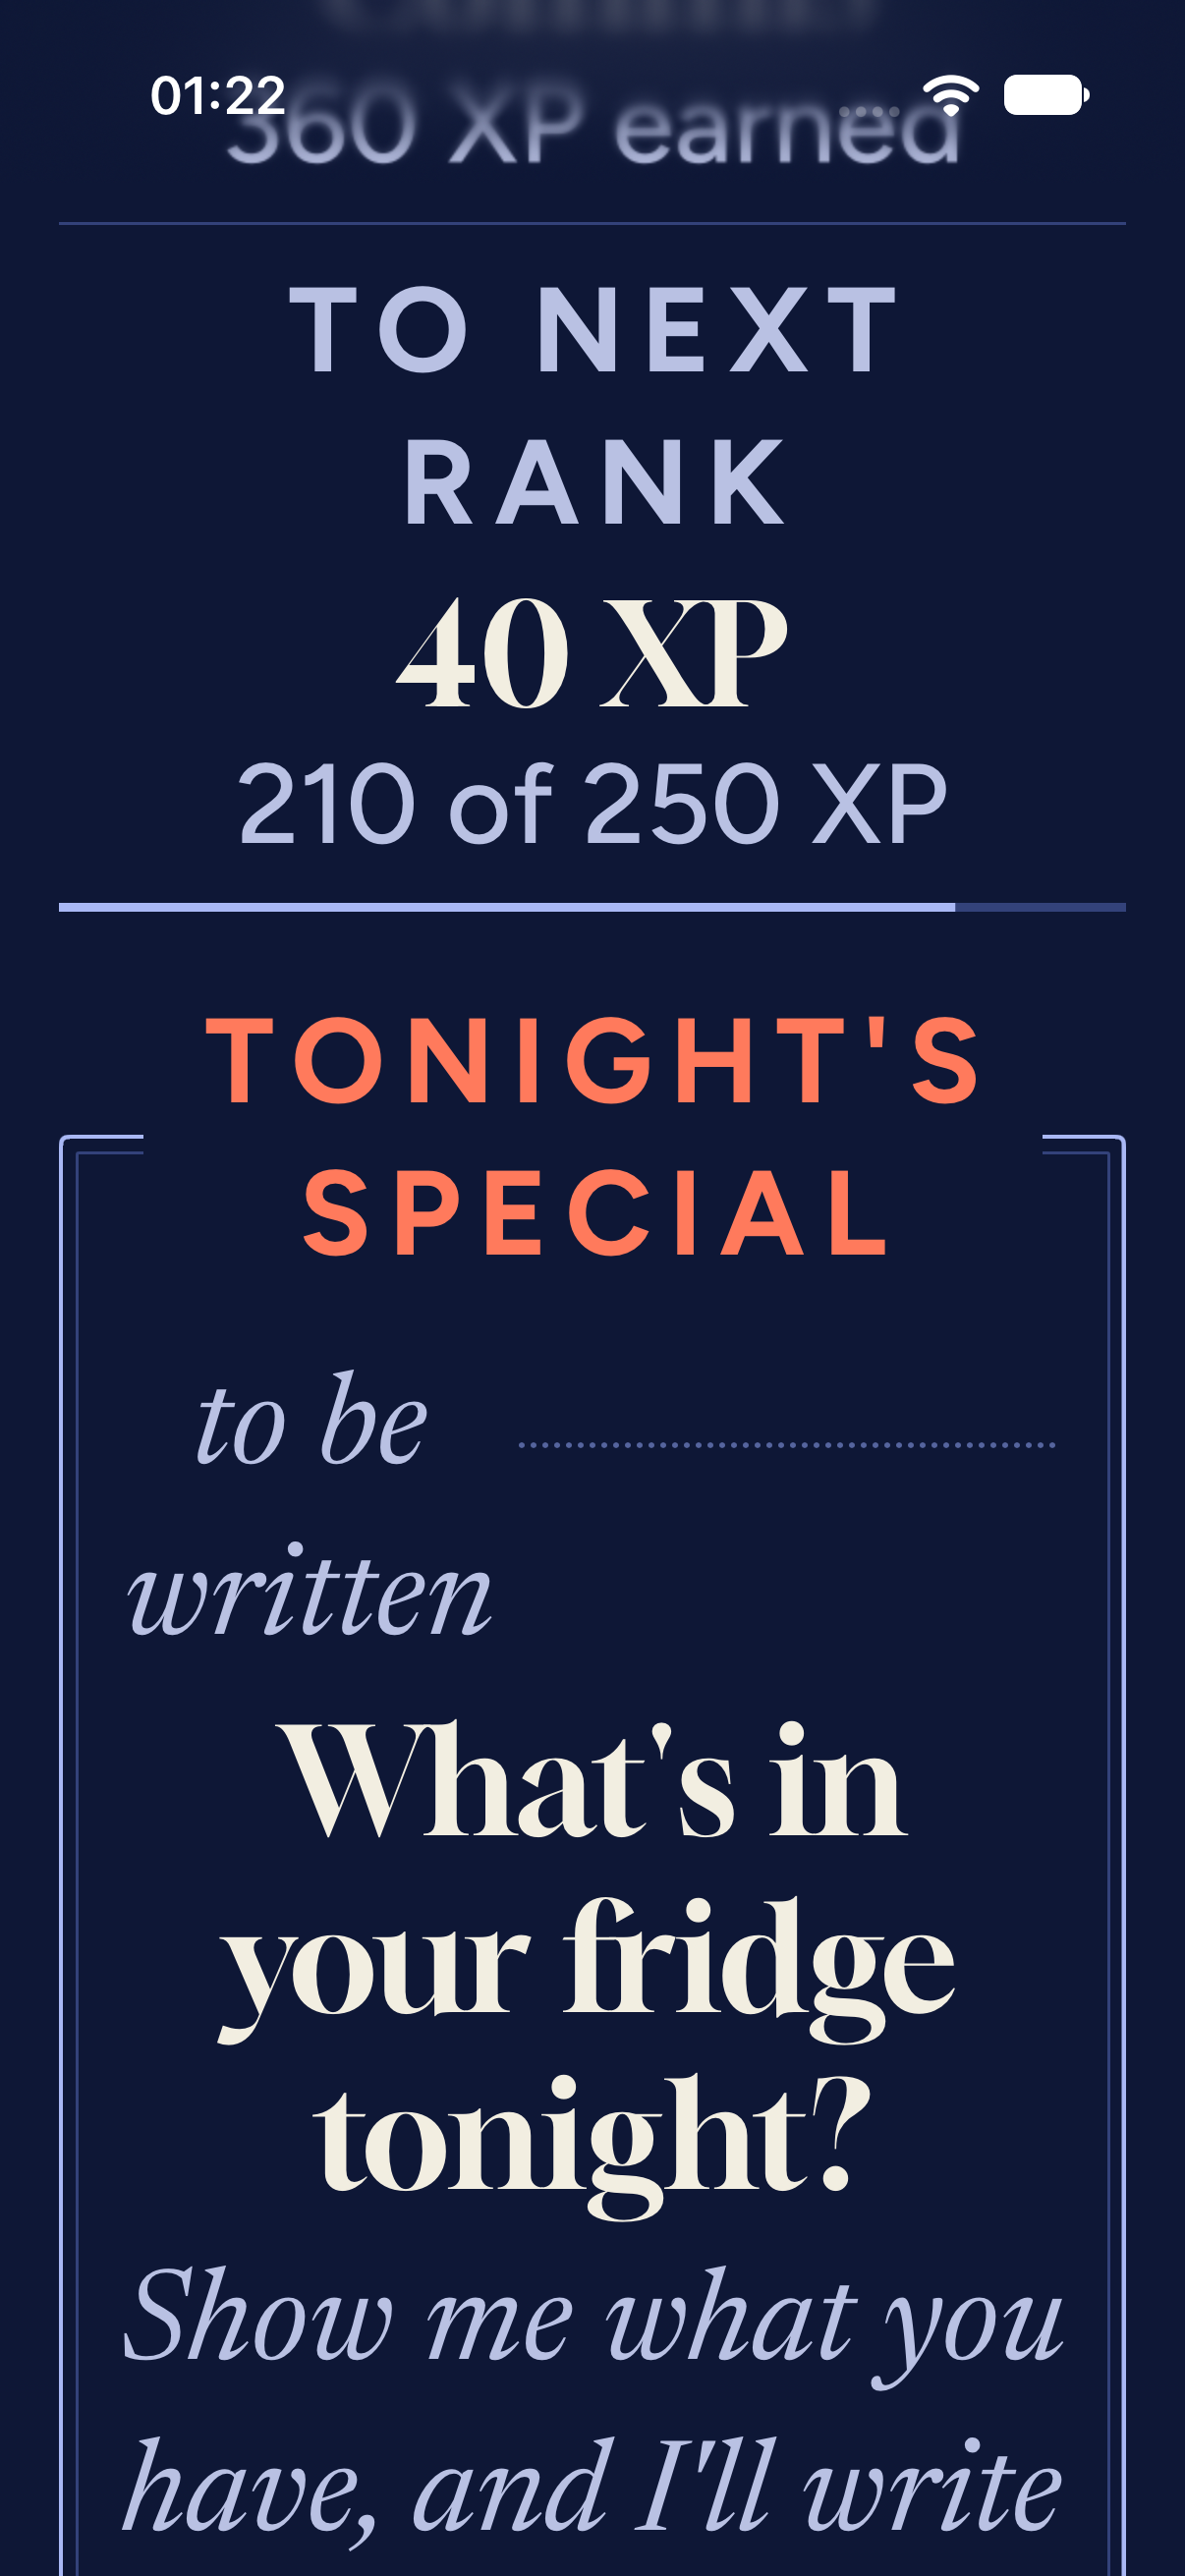 01:22
360 XP earned
TO NEXT
RANK
40 XP
210 of 250 XP
TONIGHT'S
SPECIAL
to be
written
What's in
your fridge
tonight?
Show me what you
have, and I'll write